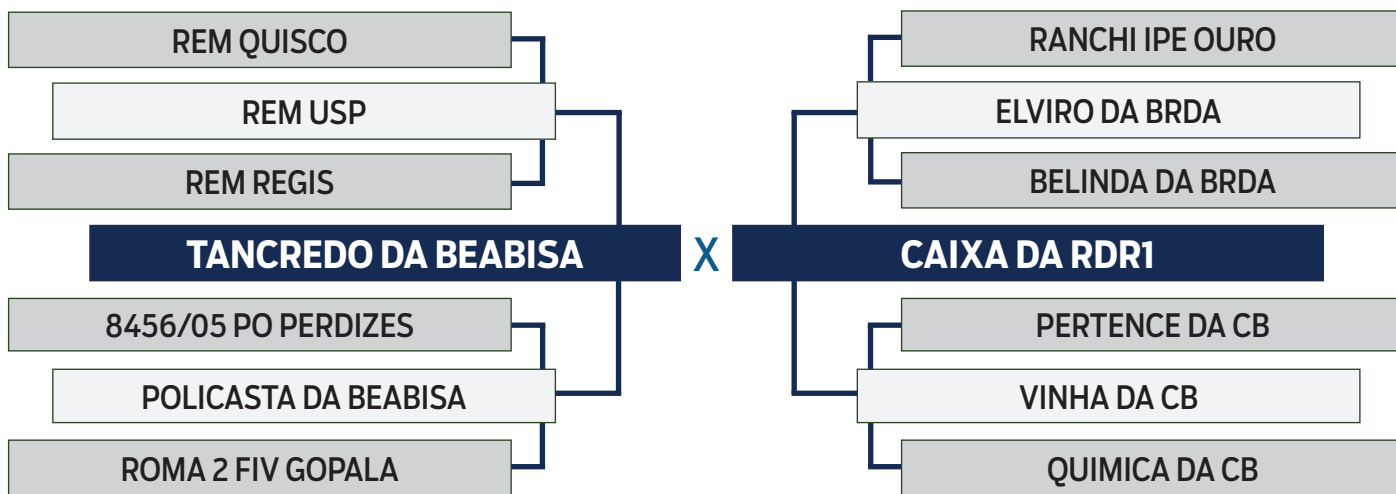 REM QUISCO
REM USP
REM REGIS
TANCREDO DA BEABISA
8456/05 PO PERDIZES
POLICASTA DA BEABISA
ROMA 2 FIV GOPALA
X
RANCHI IPE OURO
ELVIRO DA BRDA
BELINDA DA BRDA
CAIXA DA RDR1
PERTENCE DA CB
VINHA DA CB
QUIMICA DA CB